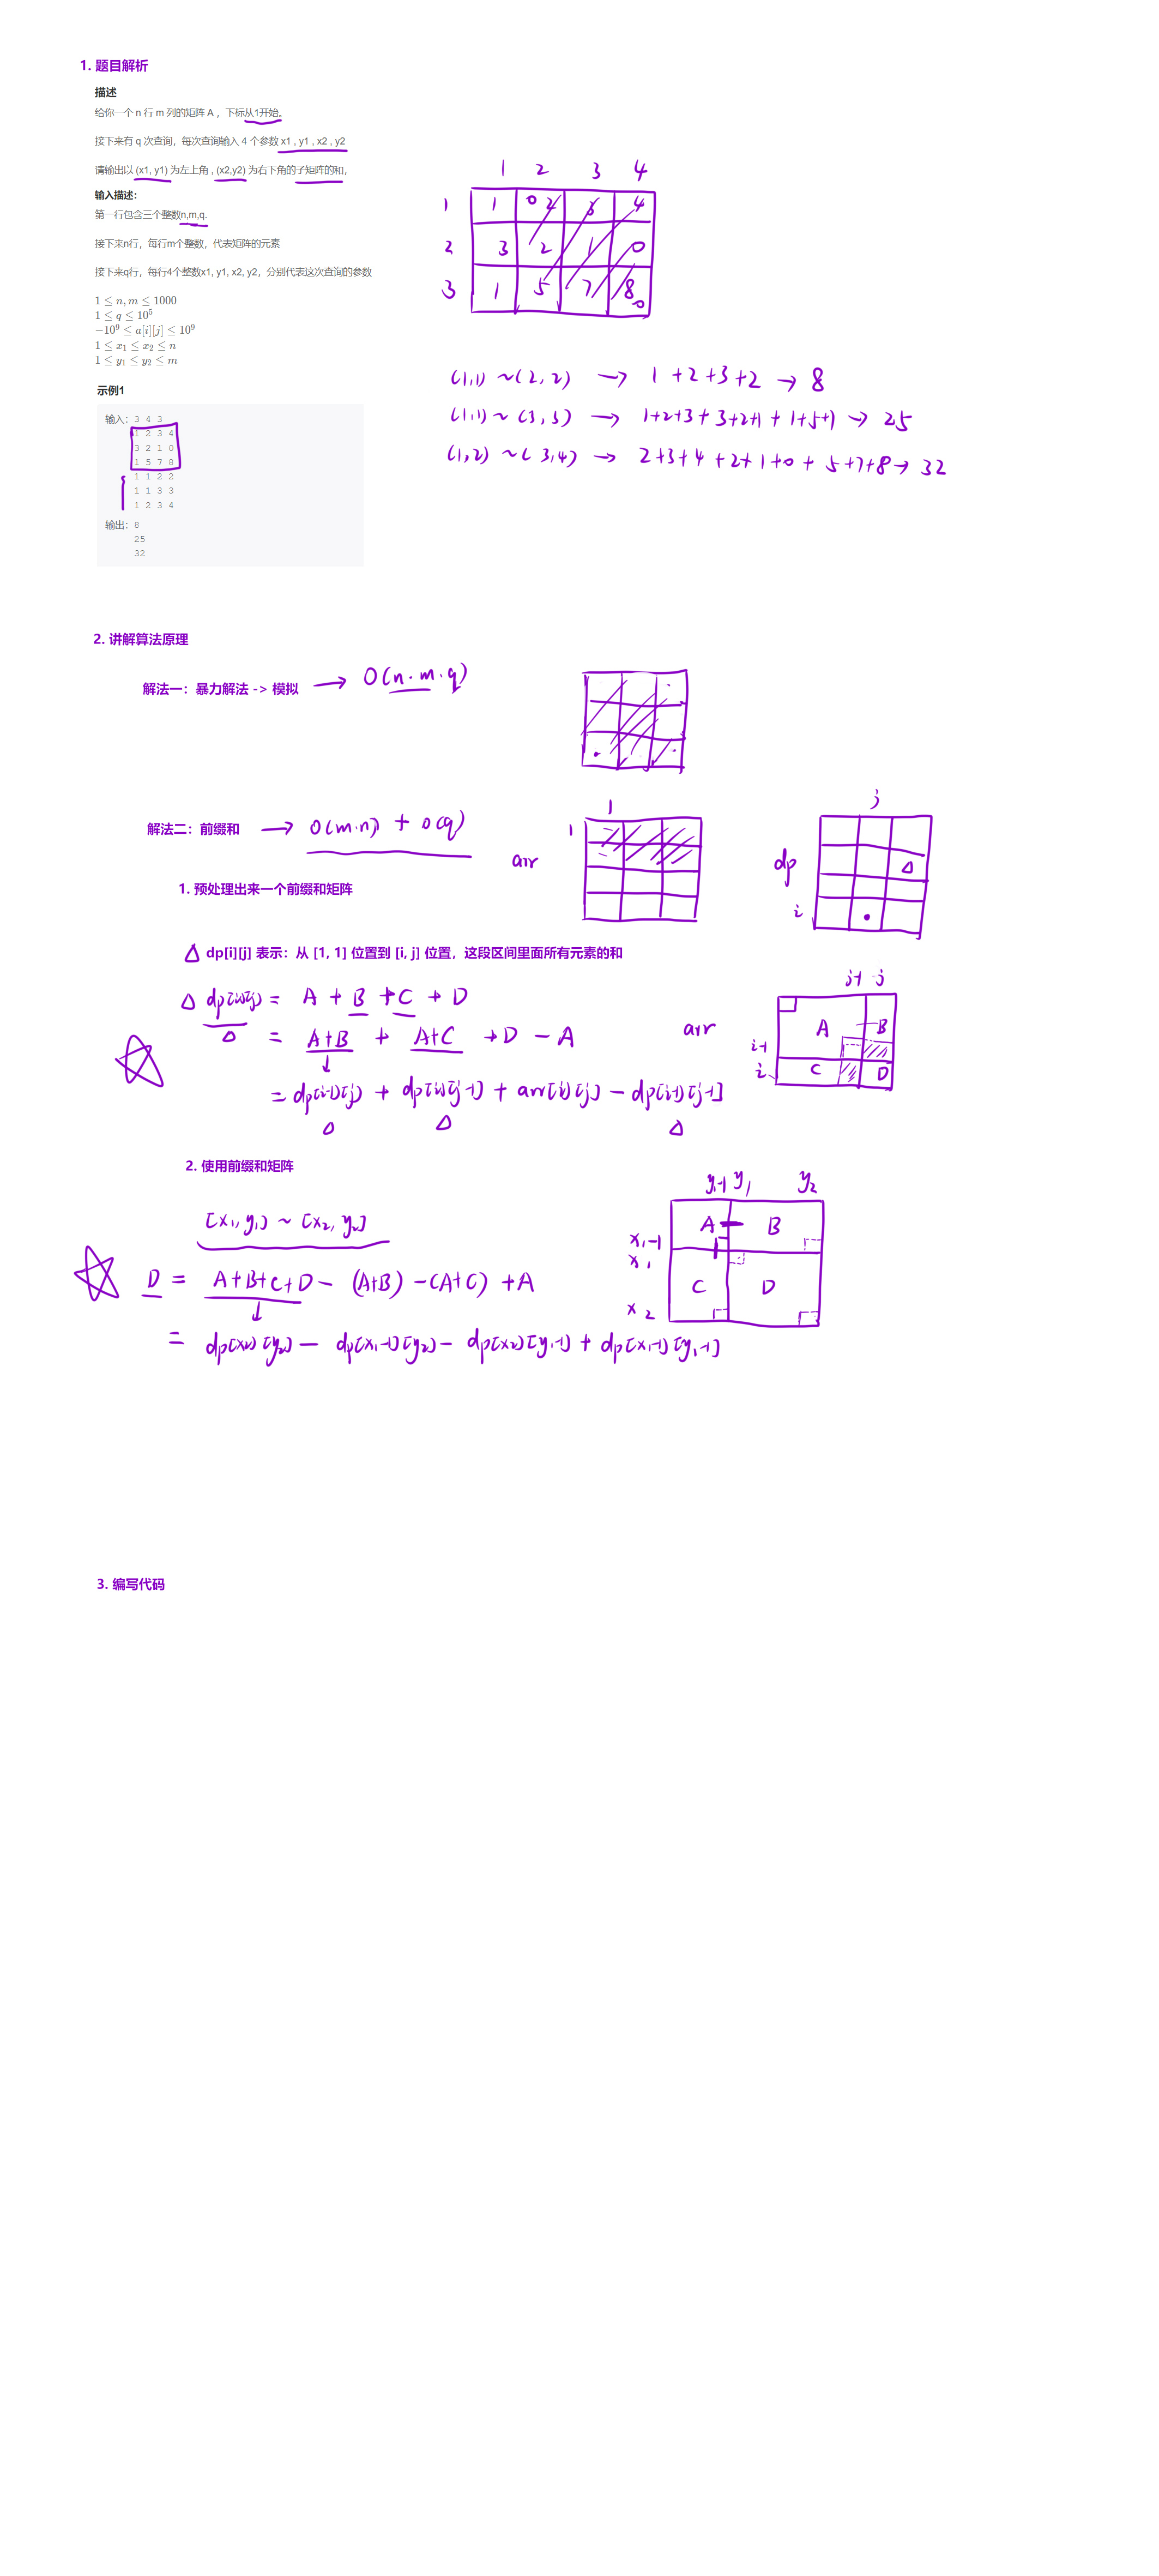 1. 题目解析
描述
给你一个 n 行 m 列的矩阵 A ，下标从1开始。
接下来有 q 次查询，每次查询输入 4 个参数 x1 , y1 , x2 , y2
请输出以 (x1, y1) 为左上角 , (x2,y2) 为右下角的子矩阵的和，
输入描述：
第一行包含三个整数n,m,q.
接下来n行，每行m个整数，代表矩阵的元素
接下来q行，每行4个整数x1, y1, x2, y2，分别代表这次查询的参数
1 ≤ n, m ≤ 1000
1 ≤ q ≤ 10^5
−10^9 ≤ a[i][j] ≤ 10^9
1 ≤ x₁ ≤ x₂ ≤ n
1 ≤ y₁ ≤ y₂ ≤ m
示例1
输入：3 4 3
1 2 3 4
3 2 1 0
1 5 7 8
1 1 2 2
1 1 3 3
1 2 3 4
输出：8
25
32
1 2 3 4
1 1 0 2 3 4
2 3 2 1 0
3 1 5 7 8 0
(1,1) ~ (2,2) → 1+2+3+2 → 8
(1,1) ~ (3,3) → 1+2+3 + 3+2+1 + 1+5+7 → 25
(1,2) ~ (3,4) → 2+3+4 + 2+1+0 + 5+7+8 → 32
2. 讲解算法原理
解法一：暴力解法 -> 模拟 → O(n·m·q)
解法二：前缀和 → O(m·n) + O(q)
arr
1
1
dp
j
i
1. 预处理出来一个前缀和矩阵
△ dp[i][j] 表示：从 [1, 1] 位置到 [i, j] 位置，这段区间里面所有元素的和
△ dp[i][j] = A + B + C + D
= A+B + A+C + D - A
= dp[i-1][j] + dp[i][j-1] + arr[i][j] - dp[i-1][j-1]
arr
j-1 j
A B
i-1
i C D
2. 使用前缀和矩阵
[x₁, y₁] ~ [x₂, y₂]
D = A+B+C+D - (A+B) - (A+C) + A
= dp[x₂][y₂] - dp[x₁-1][y₂] - dp[x₂][y₁-1] + dp[x₁-1][y₁-1]
y₁-1 y₁ y₂
A B
x₁-1
x₁
C D
x₂
3. 编写代码